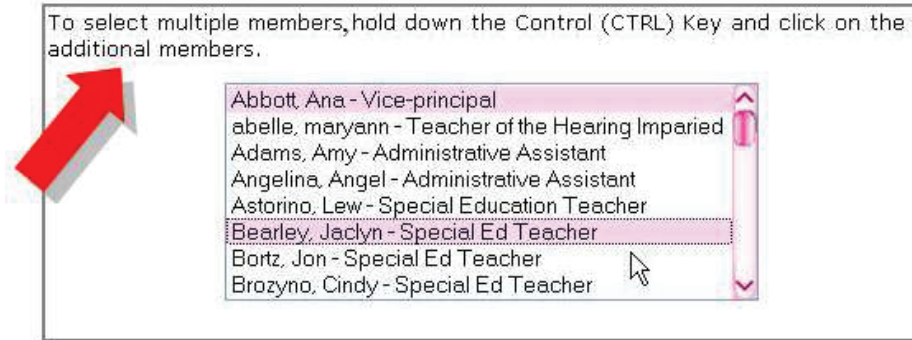 To select multiple members, hold down the Control (CTRL) Key and click on the
additional members.
Abbott, Ana - Vice-principal
abelle, maryann - Teacher of the Hearing Imparied
Adams, Amy - Administrative Assistant
Angelina, Angel - Administrative Assistant
Astorino, Lew - Special Education Teacher
Bearley, Jaclyn - Special Ed Teacher
Bortz, Jon - Special Ed Teacher
Brozyno, Cindy - Special Ed Teacher